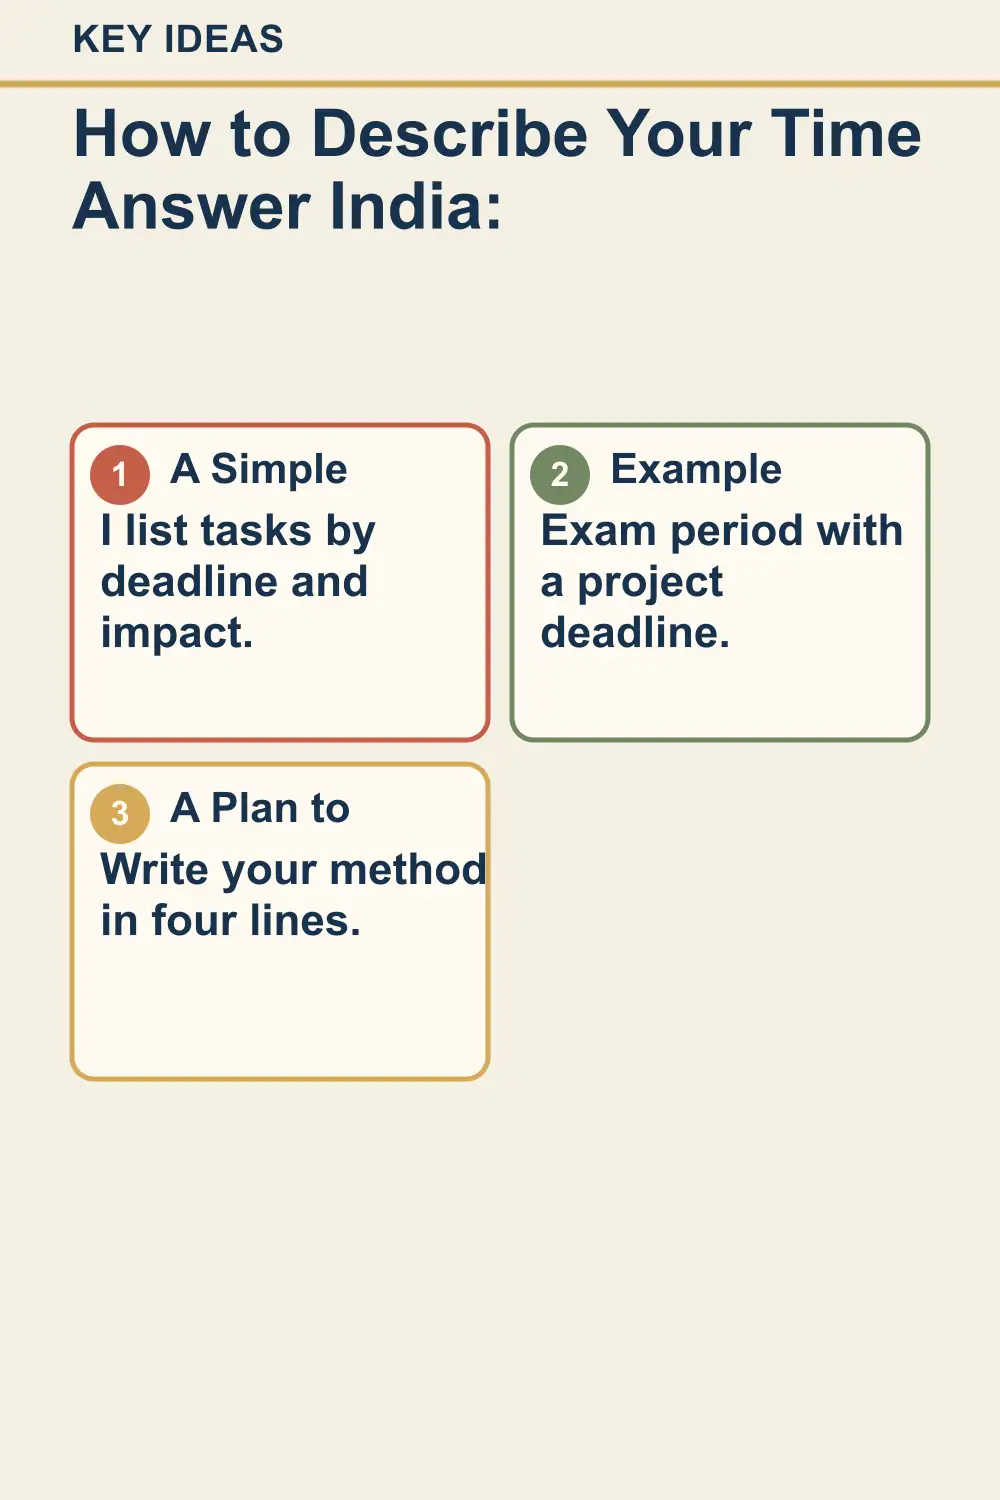 KEY IDEAS
How to Describe Your Time
Answer India:
1 A Simple
I list tasks by
deadline and
impact.
2 Example
Exam period with
a project
deadline.
3 A Plan to
Write your method
in four lines.